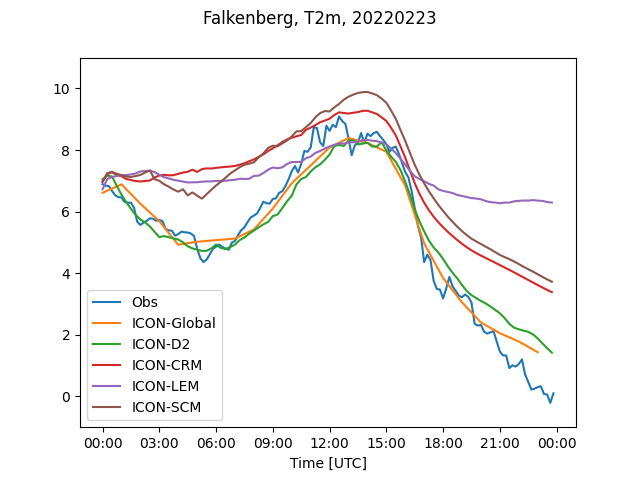 Falkenberg, T2m, 20220223
10
8
6
4
2
0
Obs
ICON-Global
ICON-D2
ICON-CRM
ICON-LEM
ICON-SCM
00:00 03:00 06:00 09:00 12:00 15:00 18:00 21:00 00:00
Time [UTC]